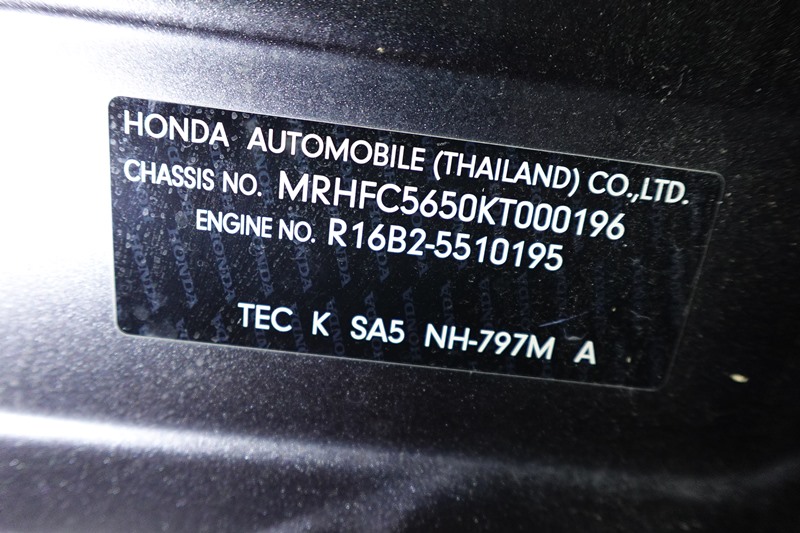 HONDA AUTOMOBILE (THAILAND) CO.,LTD.
CHASSIS NO. MRHFC5650KT000196
ENGINE NO. R16B2-5510195
TEC K SA5 NH-797M A